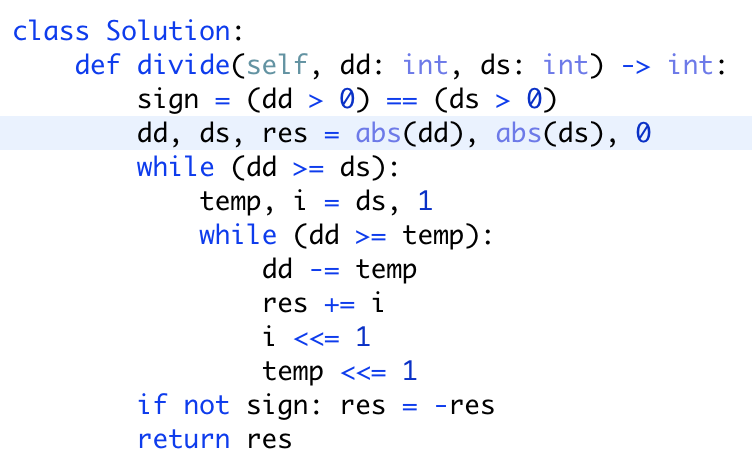 class Solution:
    def divide(self, dd: int, ds: int) -> int:
        sign = (dd > 0) == (ds > 0)
        dd, ds, res = abs(dd), abs(ds), 0
        while (dd >= ds):
            temp, i = ds, 1
            while (dd >= temp):
                dd -= temp
                res += i
                i <<= 1
                temp <<= 1
        if not sign: res = -res
        return res